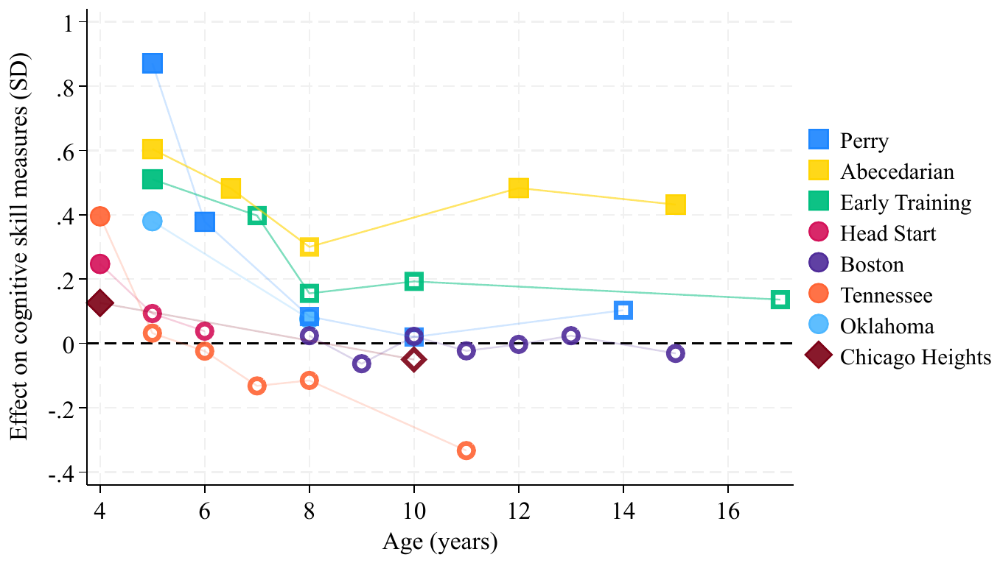 Effect on cognitive skill measures (SD)
1
.8
.6
.4
.2
0
-.2
-.4
4 6 8 10 12 14 16
Age (years)
Perry
Abecedarian
Early Training
Head Start
Boston
Tennessee
Oklahoma
Chicago Heights